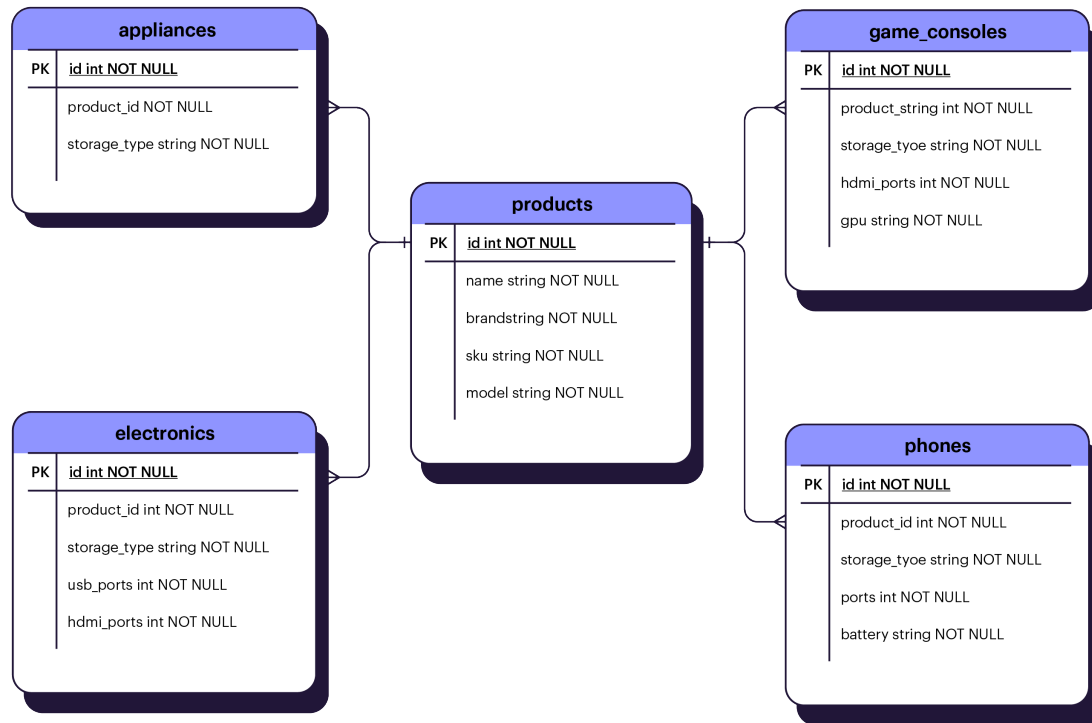 appliances
PK id int NOT NULL
product_id NOT NULL
storage_type string NOT NULL
game_consoles
PK id int NOT NULL
product_string int NOT NULL
storage_tyoe string NOT NULL
hdmi_ports int NOT NULL
gpu string NOT NULL
products
PK id int NOT NULL
name string NOT NULL
brandstring NOT NULL
sku string NOT NULL
model string NOT NULL
electronics
PK id int NOT NULL
product_id int NOT NULL
storage_type string NOT NULL
usb_ports int NOT NULL
hdmi_ports int NOT NULL
phones
PK id int NOT NULL
product_id int NOT NULL
storage_tyoe string NOT NULL
ports int NOT NULL
battery string NOT NULL